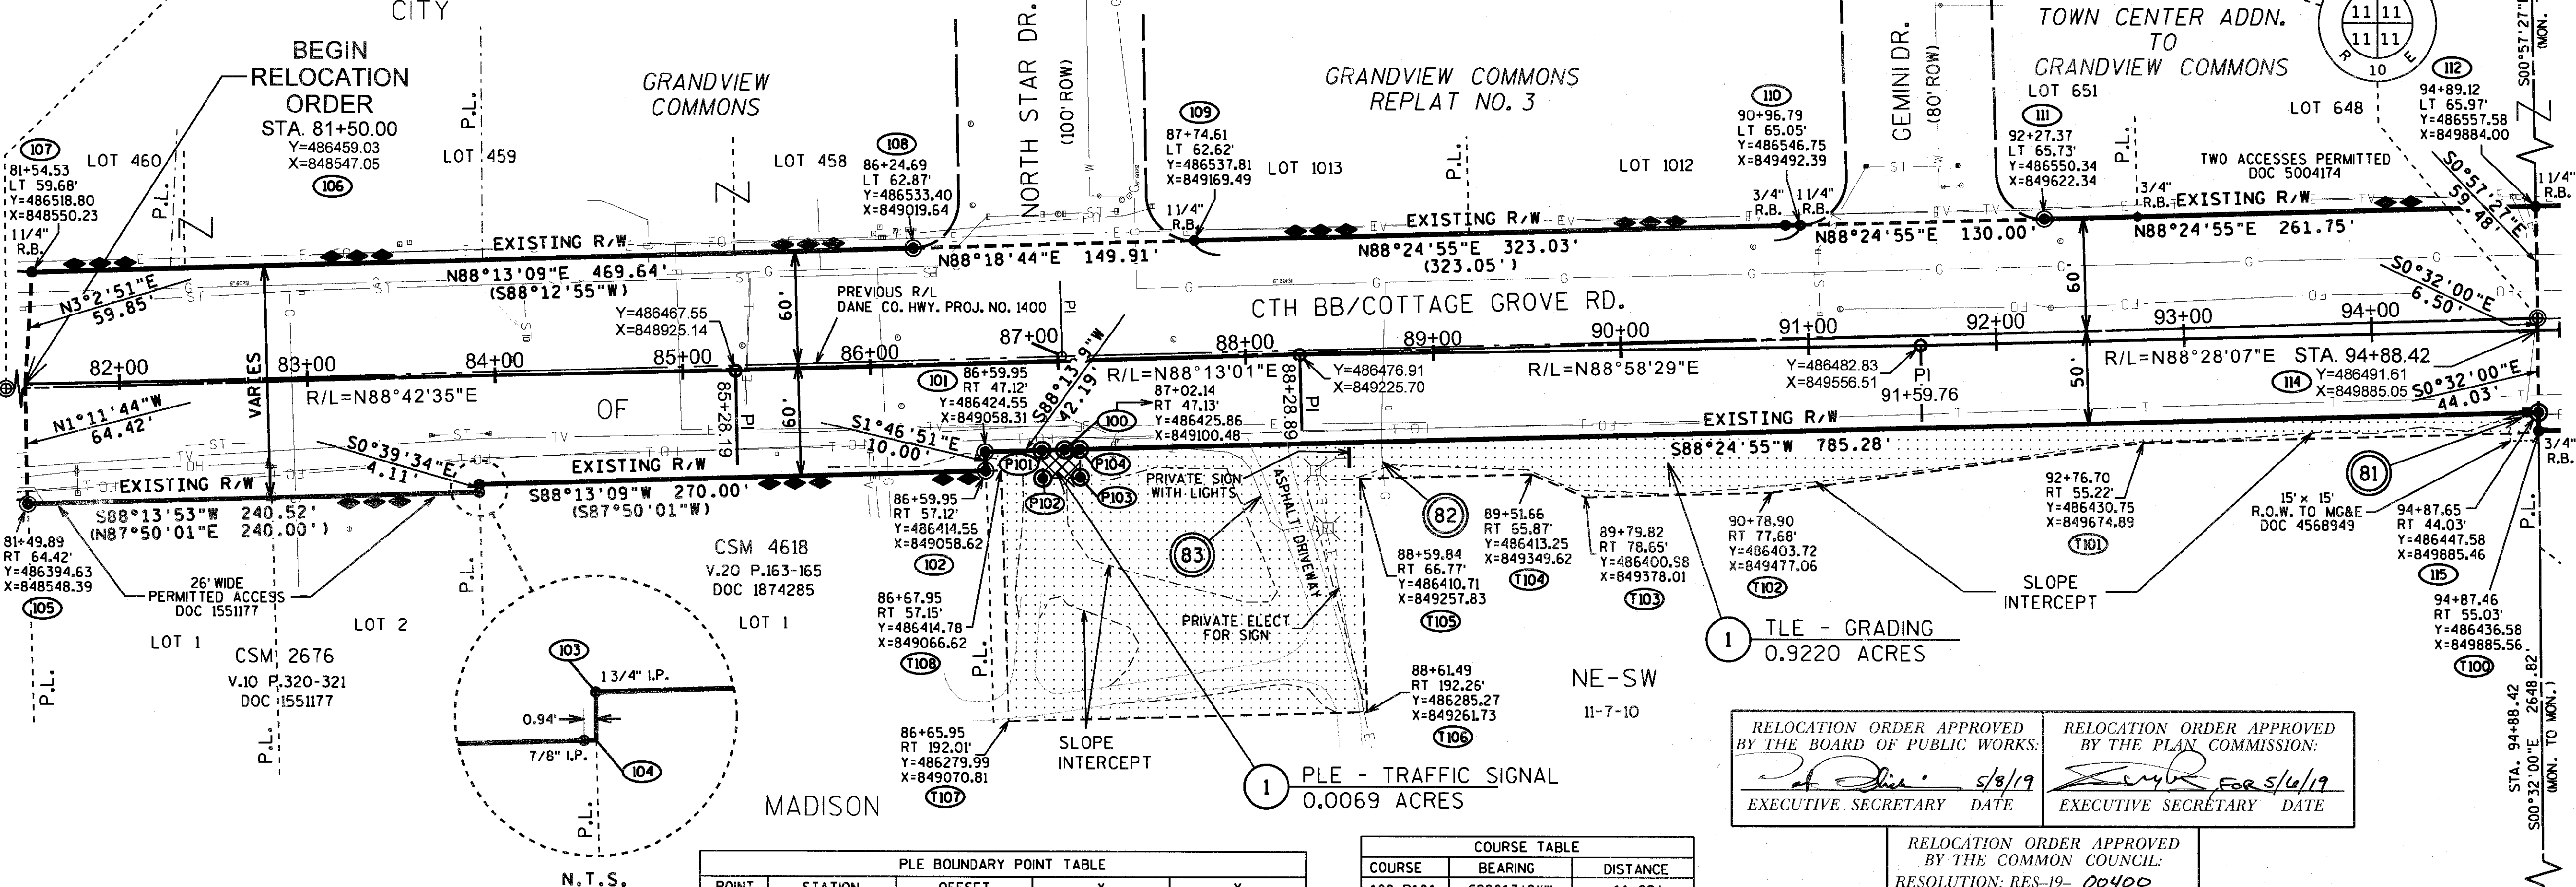 CITY
BEGIN
RELOCATION
ORDER
STA. 81+50.00
Y=486459.03
X=848547.05
106
107
81+54.53
LT 59.68'
Y=486518.80
X=848550.23
1 1/4"
R.B.
LOT 460
P.L.
P.L.
LOT 459
GRANDVIEW
COMMONS
LOT 458
108
86+24.69
LT 62.87'
Y=486533.40
X=849019.64
NORTH STAR DR.
(100' ROW)
109
87+74.61
LT 62.62'
Y=486537.81
X=849169.49
1 1/4"
R.B.
GRANDVIEW COMMONS
REPLAT NO. 3
LOT 1013
P.L.
LOT 1012
110
90+96.79
LT 65.05'
Y=486546.75
X=849492.39
3/4"
R.B.
1 1/4"
R.B.
GEMINI DR.
(80' ROW)
TOWN CENTER ADDN.
TO
GRANDVIEW COMMONS
LOT 651
111
92+27.37
LT 65.73'
Y=486550.34
X=849622.34
P.L.
3/4"
R.B.
LOT 648
TWO ACCESSES PERMITTED
DOC 5004174
11 11
11 11
R 10 E
112
94+89.12
LT 65.97'
Y=486557.58
X=849884.00
S00°57'27"E
(MON.
1 1/4"
R.B.
EXISTING R/W
N88°13'09"E 469.64'
(S88°12'55"W)
N88°18'44"E 149.91'
EXISTING R/W
N88°24'55"E 323.03'
(323.05')
N88°24'55"E 130.00'
EXISTING R/W
N88°24'55"E 261.75'
S0°57'27"E
59.48'
S0°32'00"E
6.50'
N3°2'51"E
59.85'
VARIES
Y=486467.55
X=848925.14
60'
PREVIOUS R/L
DANE CO. HWY. PROJ. NO. 1400
PI
CTH BB/COTTAGE GROVE RD.
60'
82+00
83+00
84+00
85+00
86+00
87+00
88+00
89+00
90+00
91+00
92+00
93+00
94+00
R/L=N88°42'35"E
R/L=N88°13'01"E
R/L=N88°58'29"E
R/L=N88°28'07"E
OF
PI
85+28.19
60'
101
86+59.95
RT 47.12'
Y=486424.55
X=849058.31
S88°13'9"W
42.19'
87+02.14
RT 47.13'
Y=486425.86
X=849100.48
100
88+28.89
PI
Y=486476.91
X=849225.70
Y=486482.83
X=849556.51
PI
91+59.76
50'
STA. 94+88.42
114
Y=486491.61
X=849885.05
S0°32'00"E
44.03'
N1°11'44"W
64.42'
S0°39'34"E
4.11'
S1°46'51"E
10.00'
EXISTING R/W
S88°13'53"W 240.52'
(N87°50'01"E 240.00')
EXISTING R/W
S88°13'09"W 270.00'
(S87°50'01"W)
EXISTING R/W
S88°24'55"W 785.28'
P101
P104
P102
P103
PRIVATE SIGN
WITH LIGHTS
ASPHALT DRIVEWAY
82
83
81
81+49.89
RT 64.42'
Y=486394.63
X=848548.39
105
26' WIDE
PERMITTED ACCESS
DOC 1551177
LOT 1
LOT 2
CSM 2676
V.10 P.320-321
DOC 1551177
P.L.
P.L.
P.L.
CSM 4618
V.20 P.163-165
DOC 1874285
LOT 1
86+59.95
RT 57.12'
Y=486414.56
X=849058.62
102
86+67.95
RT 57.15'
Y=486414.78
X=849066.62
T108
P.L.
86+65.95
RT 192.01'
Y=486279.99
X=849070.81
T107
SLOPE
INTERCEPT
PRIVATE ELECT
FOR SIGN
88+59.84
RT 66.77'
Y=486410.71
X=849257.83
T105
88+61.49
RT 192.26'
Y=486285.27
X=849261.73
T106
89+51.66
RT 65.87'
Y=486413.25
X=849349.62
T104
89+79.82
RT 78.65'
Y=486400.98
X=849378.01
T103
90+78.90
RT 77.68'
Y=486403.72
X=849477.06
T102
92+76.70
RT 55.22'
Y=486430.75
X=849674.89
T101
SLOPE
INTERCEPT
15' x 15'
R.O.W. TO MG&E
DOC 4568949
94+87.65
RT 44.03'
Y=486447.58
X=849885.46
115
94+87.46
RT 55.03'
Y=486436.58
X=849885.56
T100
3/4"
R.B.
P.L.
1 TLE - GRADING
0.9220 ACRES
1 PLE - TRAFFIC SIGNAL
0.0069 ACRES
NE-SW
11-7-10
103
1 3/4" I.P.
0.94'
7/8" I.P.
104
P.L.
N.T.S.
MADISON
RELOCATION ORDER APPROVED
BY THE BOARD OF PUBLIC WORKS:
5/8/19
EXECUTIVE SECRETARY DATE
RELOCATION ORDER APPROVED
BY THE PLAN COMMISSION:
FOR 5/6/19
EXECUTIVE SECRETARY DATE
RELOCATION ORDER APPROVED
BY THE COMMON COUNCIL:
RESOLUTION: RES-19- 00400
STA. 94+88.42
S00°32'00"E 2648.82'
(MON. TO MON.)
PLE BOUNDARY POINT TABLE
POINT STATION OFFSET Y X
COURSE TABLE
COURSE BEARING DISTANCE